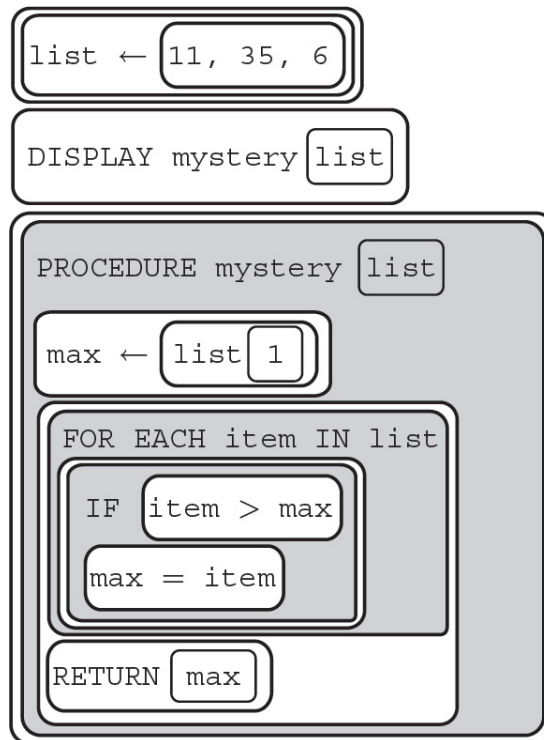 list ← 11, 35, 6
DISPLAY mystery list
PROCEDURE mystery list
max ← list 1
FOR EACH item IN list
IF item > max
max = item
RETURN max